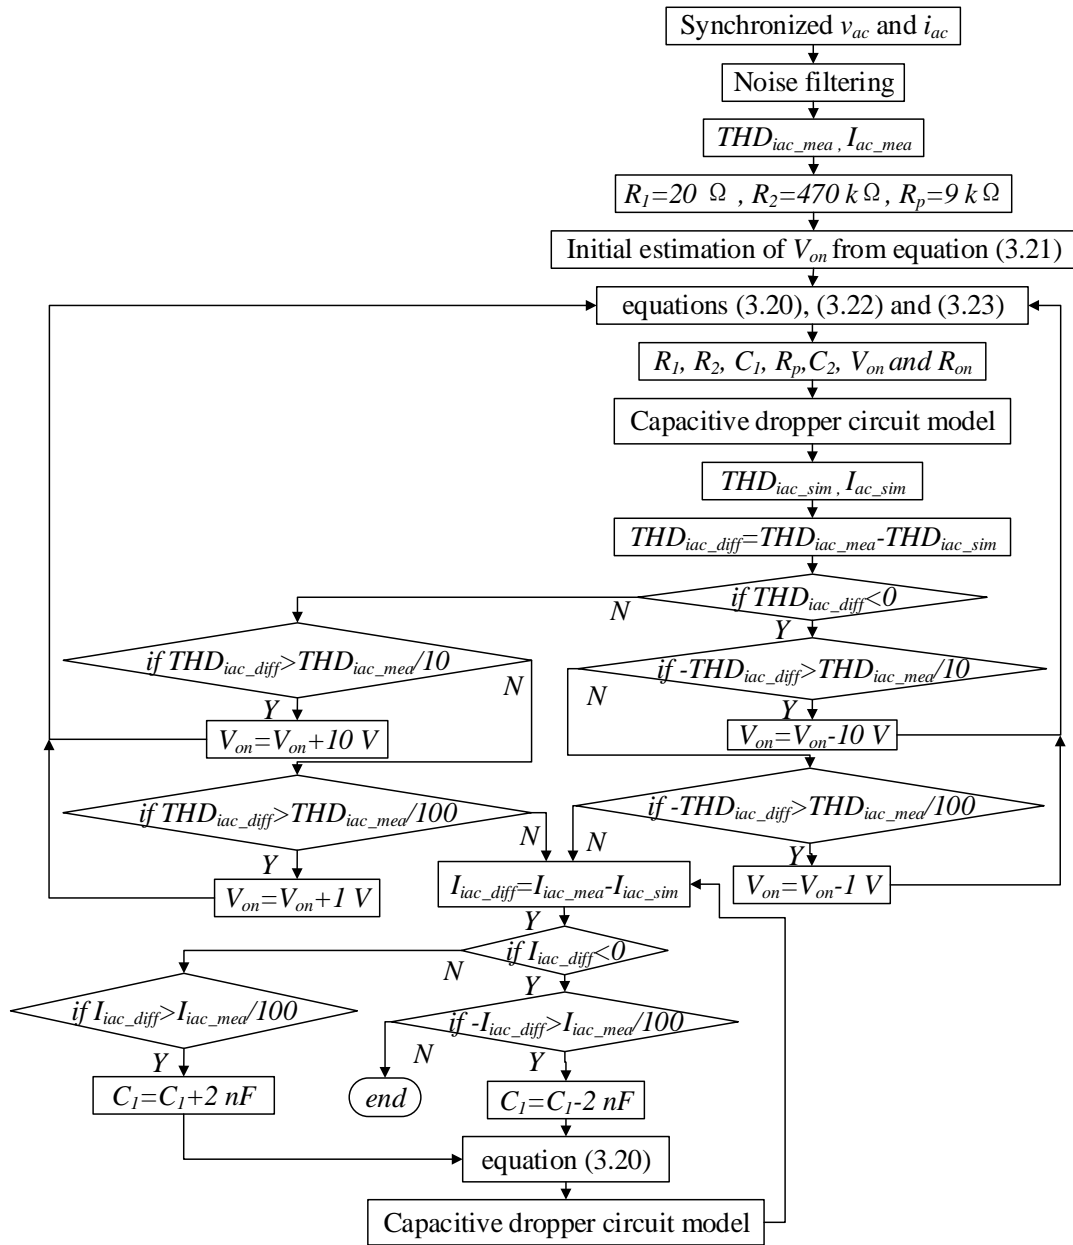 Synchronized v_ac and i_ac
Noise filtering
THD_iac_mea , I_ac_mea
R_1=20 Ω , R_2=470 kΩ, R_p=9 kΩ
Initial estimation of V_on from equation (3.21)
equations (3.20), (3.22) and (3.23)
R_1, R_2, C_1, R_p,C_2, V_on and R_on
Capacitive dropper circuit model
THD_iac_sim , I_ac_sim
THD_iac_diff=THD_iac_mea-THD_iac_sim
if THD_iac_diff<0
N
Y
if THD_iac_diff>THD_iac_mea/10
if -THD_iac_diff>THD_iac_mea/10
N
N
Y
Y
V_on=V_on+10 V
V_on=V_on-10 V
if THD_iac_diff>THD_iac_mea/100
if -THD_iac_diff>THD_iac_mea/100
N
N
Y
Y
V_on=V_on+1 V
I_iac_diff=I_iac_mea-I_iac_sim
V_on=V_on-1 V
Y
if I_iac_diff<0
N
Y
if I_iac_diff>I_iac_mea/100
if -I_iac_diff>I_iac_mea/100
Y
N
Y
C_1=C_1+2 nF
end
C_1=C_1-2 nF
equation (3.20)
Capacitive dropper circuit model